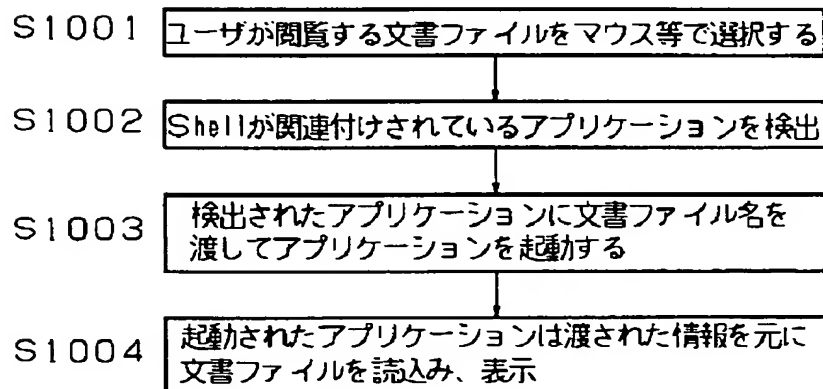 S1001 ユーザが閲覧する文書ファイルをマウス等で選択する
S1002 Shellが関連付けされているアプリケーションを検出
S1003 検出されたアプリケーションに文書ファイル名を
渡してアプリケーションを起動する
S1004 起動されたアプリケーションは渡された情報を元に
文書ファイルを読込み、表示